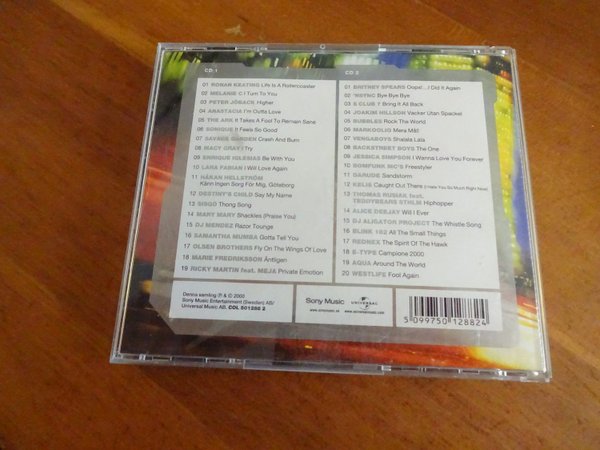 CD 1
01 RONAN KEATING Life Is A Rollercoaster
02 MELANIE C I Turn To You
03 PETER JÖBACK Higher
04 ANASTACIA I'm Outta Love
05 THE ARK It Takes A Fool To Remain Sane
06 SONIQUE It Feels So Good
07 SAVAGE GARDEN Crash And Burn
08 MACY GRAY I Try
09 ENRIQUE IGLESIAS Be With You
10 LARA FABIAN I Will Love Again
11 HÅKAN HELLSTRÖM
Känn Ingen Sorg För Mig, Göteborg
12 DESTINY'S CHILD Say My Name
13 SISQO Thong Song
14 MARY MARY Shackles (Praise You)
15 DJ MENDEZ Razor Tounge
16 SAMANTHA MUMBA Gotta Tell You
17 OLSEN BROTHERS Fly On The Wings Of Love
18 MARIE FREDRIKSSON Äntligen
19 RICKY MARTIN feat. MEJA Private Emotion
CD 2
01 BRITNEY SPEARS Oops!...I Did It Again
02 'NSYNC Bye Bye Bye
03 S CLUB 7 Bring It All Back
04 JOAKIM HILLSON Vacker Utan Spackel
05 BUBBLES Rock The World
06 MARKOOLIO Mera Mål!
07 VENGABOYS Shalala Lala
08 BACKSTREET BOYS The One
09 JESSICA SIMPSON I Wanna Love You Forever
10 BOMFUNK MC'S Freestyler
11 DARUDE Sandstorm
12 KELIS Caught Out There (I Hate You So Much Right Now)
13 THOMAS RUSIAK feat.
TEDDYBEARS STHLM Hiphopper
14 ALICE DEEJAY Will I Ever
15 DJ ALIGATOR PROJECT The Whistle Song
16 BLINK 182 All The Small Things
17 REDNEX The Spirit Of The Hawk
18 E-TYPE Campione 2000
19 AQUA Around The World
20 WESTLIFE Fool Again
Denna samling ℗ & © 2000
Sony Music Entertainment (Sweden) AB/
Universal Music AB. COL 501288 2
Sony Music
www.sonymusic.se
UNIVERSAL
www.universalmusic.se
5 099750 128824